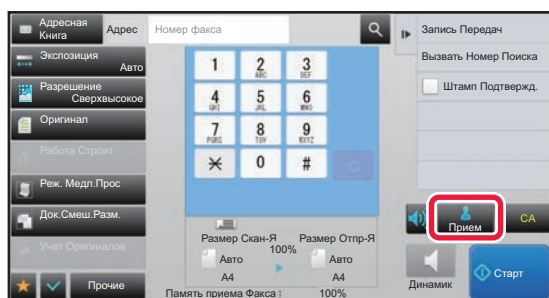 Адресная
Книга
Адрес
Номер факса
Запись Передач
Экспозиция
Авто
Вызвать Номер Поиска
Разрешение
Сверхвысокое
Штамп Подтвержд.
Оригинал
Работа Строит
Реж. Медл.Прос
Док.Смеш.Разм.
Учет Оригиналов
Прочие
1
2
ABC
3
DEF
4
GHI
5
JKL
6
MNO
7
PQRS
8
TUV
9
WXYZ
0
#
C
Размер Скан-Я
100%
Размер Отпр-Я
Авто
A4
Авто
A4
Память приема Факса :
100%
Прием
CA
Динамик
Старт